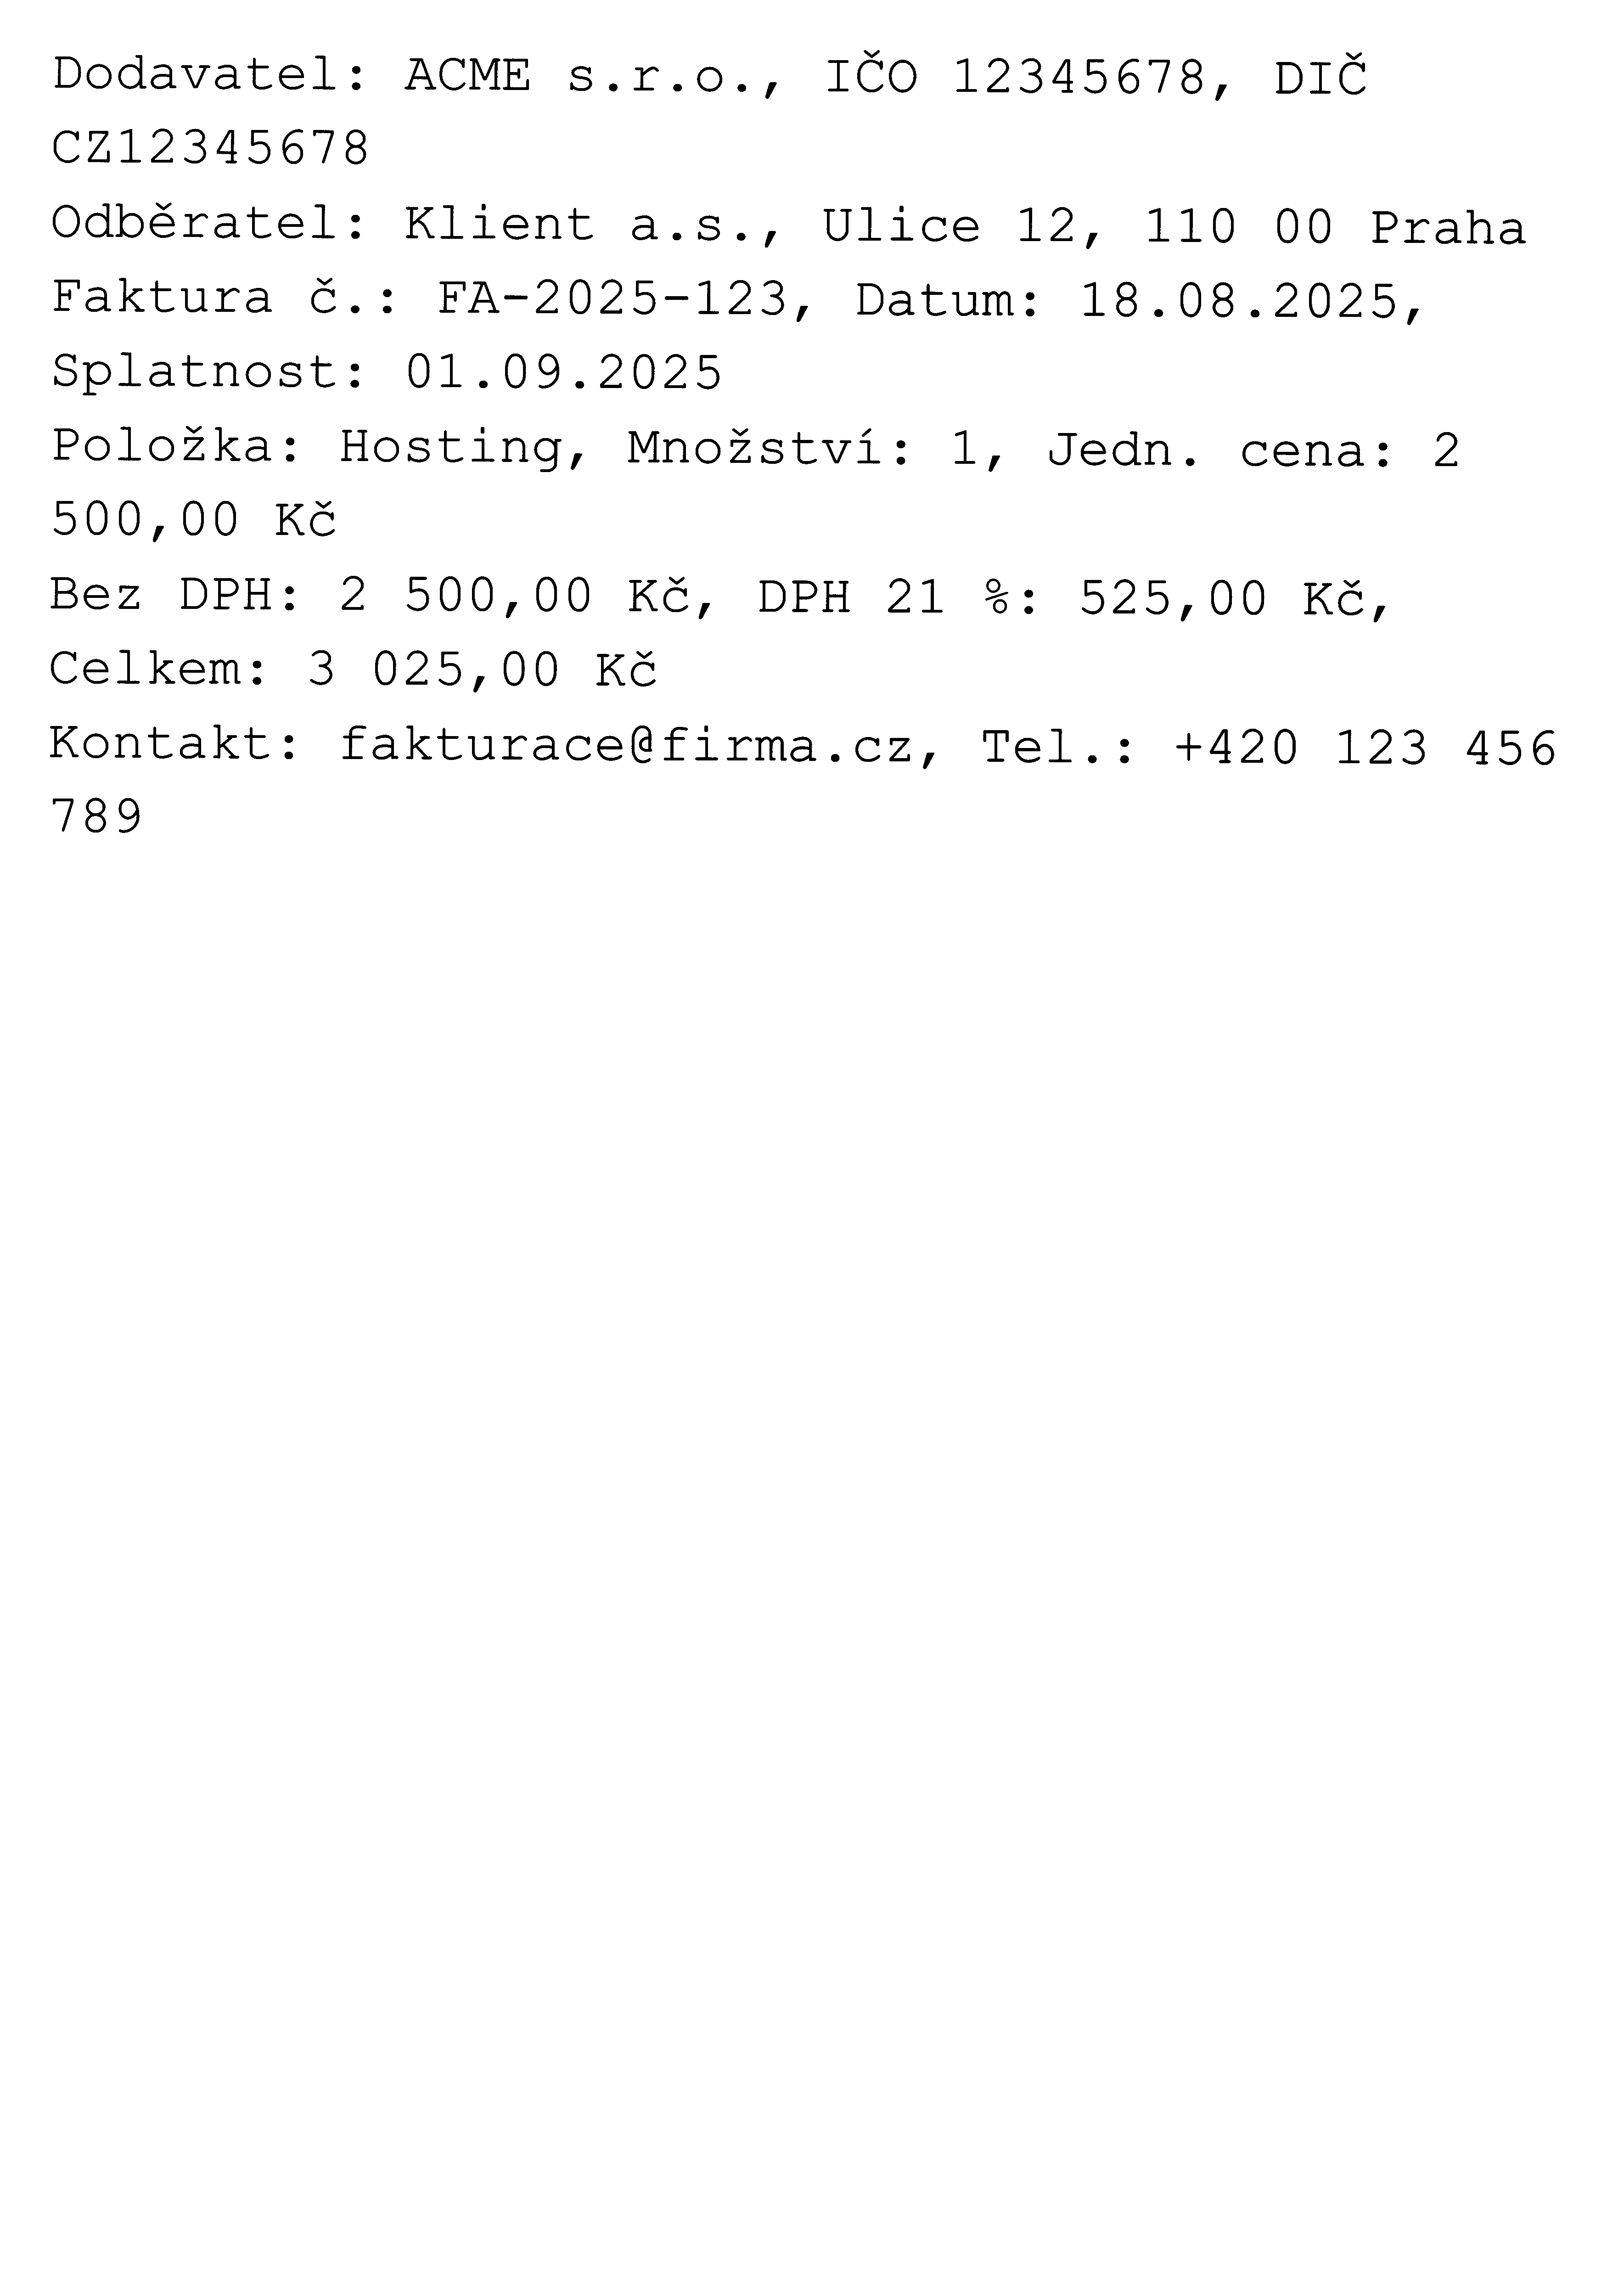 Dodavatel: ACME s.r.o., IČO 12345678, DIČ
CZ12345678
Odběratel: Klient a.s., Ulice 12, 110 00 Praha
Faktura č.: FA-2025-123, Datum: 18.08.2025,
Splatnost: 01.09.2025
Položka: Hosting, Množství: 1, Jedn. cena: 2
500,00 Kč
Bez DPH: 2 500,00 Kč, DPH 21 %: 525,00 Kč,
Celkem: 3 025,00 Kč
Kontakt: fakturace@firma.cz, Tel.: +420 123 456
789